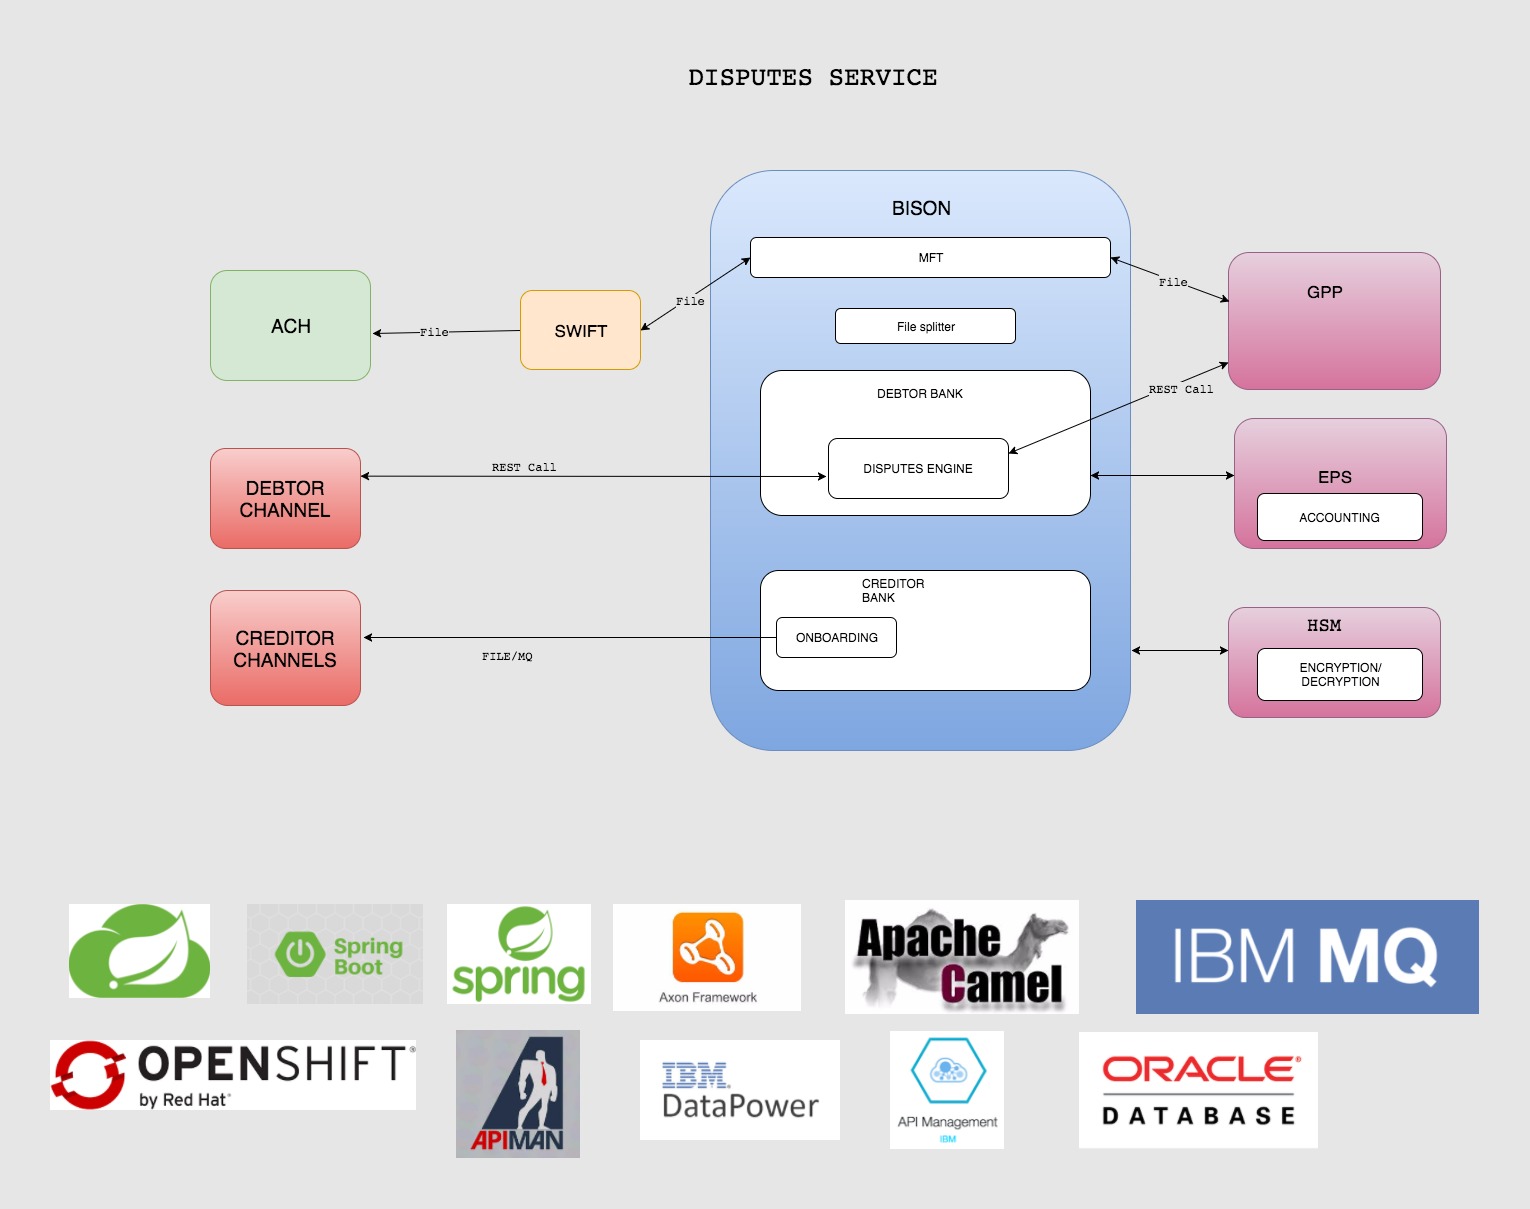 DISPUTES SERVICE
BISON
MFT
File
File
GPP
ACH
File
SWIFT
File splitter
REST Call
DEBTOR BANK
DISPUTES ENGINE
REST Call
DEBTOR
CHANNEL
EPS
ACCOUNTING
CREDITOR
BANK
ONBOARDING
CREDITOR
CHANNELS
FILE/MQ
HSM
ENCRYPTION/
DECRYPTION
Spring
Boot
spring
Axon Framework
Apache
Camel
IBM MQ
OPENSHIFT®
by Red Hat®
APIMAN
IBM®
DataPower
API Management
IBM
ORACLE®
DATABASE